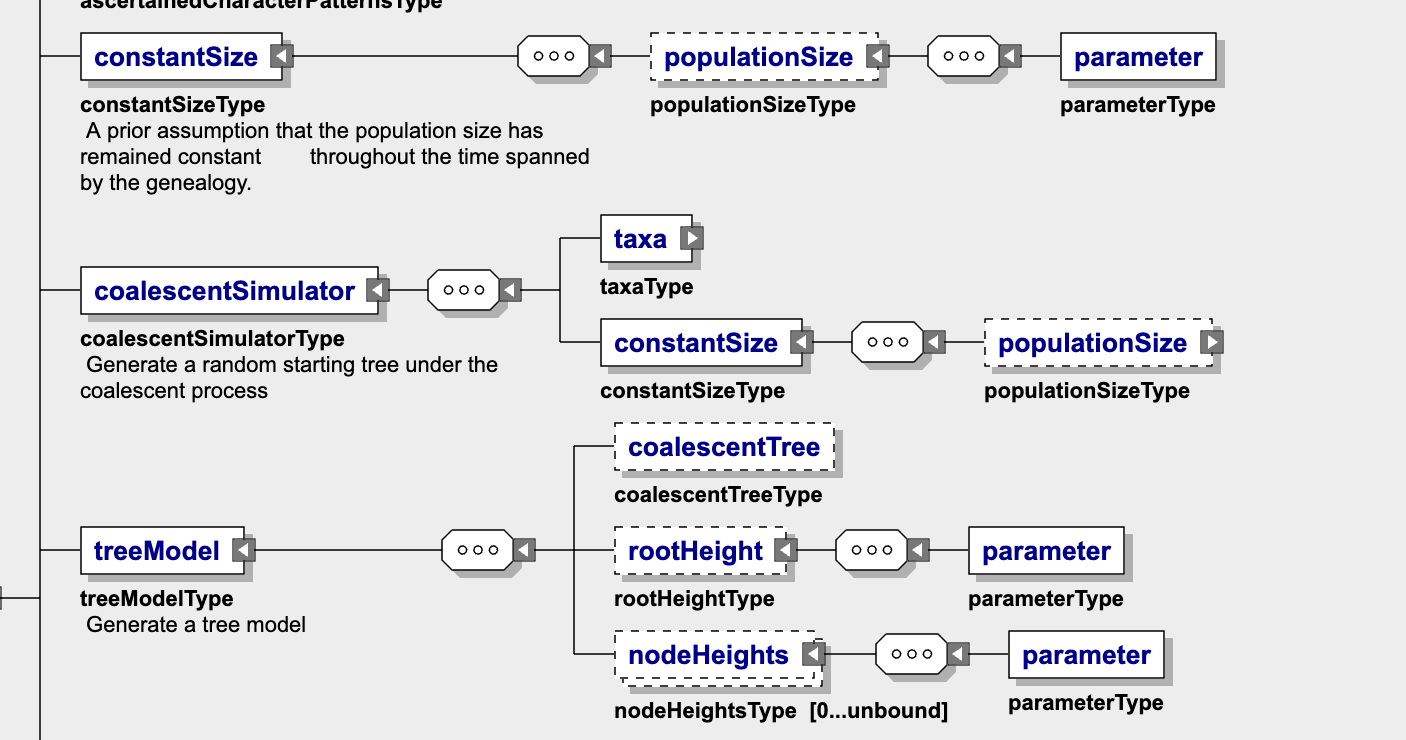 ascertainedCharacterPatternsType
constantSize populationSize parameter
constantSizeType populationSizeType parameterType
A prior assumption that the population size has
remained constant throughout the time spanned
by the genealogy.
taxa
taxaType
coalescentSimulator
constantSize populationSize
coalescentSimulatorType
Generate a random starting tree under the
coalescent process
constantSizeType populationSizeType
coalescentTree
coalescentTreeType
treeModel rootHeight parameter
treeModelType rootHeightType parameterType
Generate a tree model
nodeHeights parameter
nodeHeightsType [0...unbound] parameterType